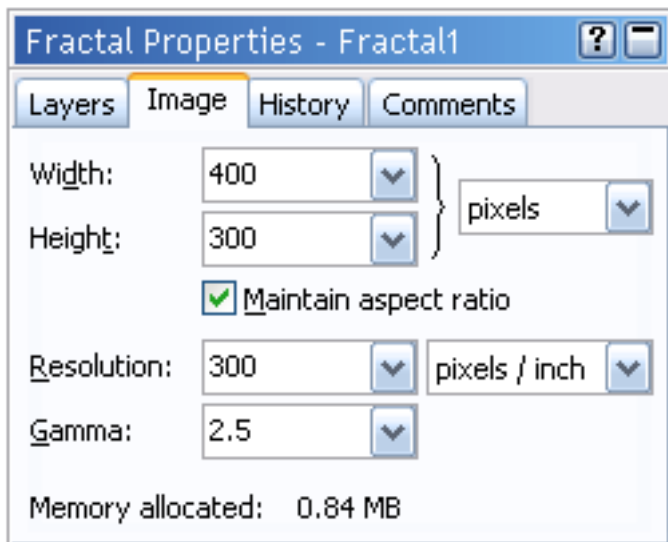 Fractal Properties - Fractal1 ?
Layers Image History Comments
Width: 400
pixels
Height: 300
Maintain aspect ratio
Resolution: 300 pixels / inch
Gamma: 2.5
Memory allocated: 0.84 MB